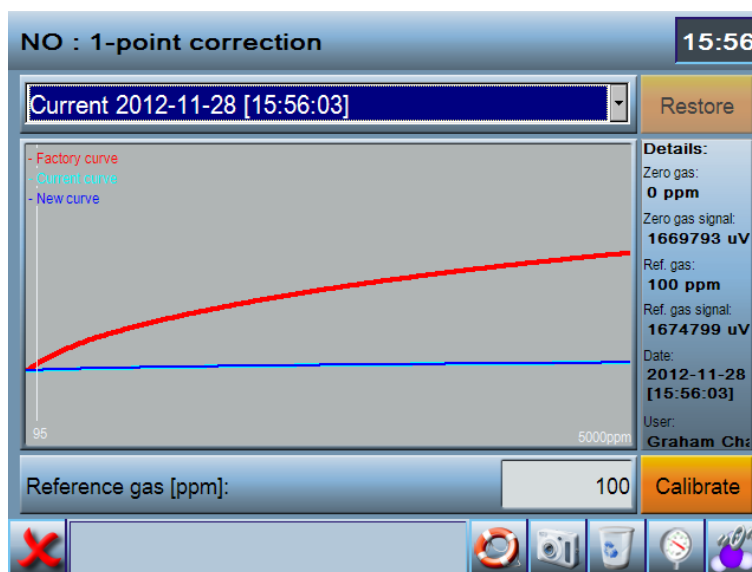 NO : 1-point correction
15:56
Current 2012-11-28 [15:56:03]
Restore
- Factory curve
- Current curve
- New curve
95
5000ppm
Details:
Zero gas:
0 ppm
Zero gas signal:
1669793 uV
Ref. gas:
100 ppm
Ref. gas signal:
1674799 uV
Date:
2012-11-28
[15:56:03]
User:
Graham Cha
Reference gas [ppm]:
100
Calibrate